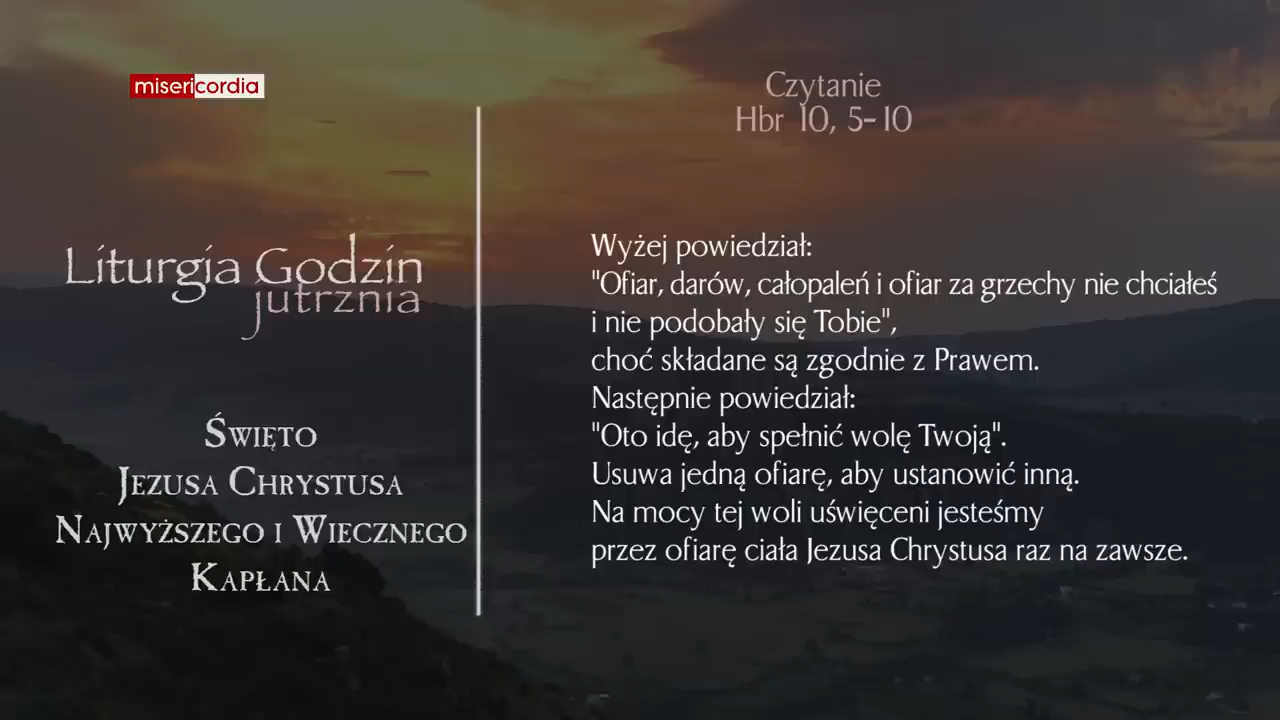 misericordia
Liturgia Godzin
jutrznia
Święto
Jezusa Chrystusa
Najwyższego i Wiecznego
Kapłana
Czytanie
Hbr 10, 5-10
Wyżej powiedział:
"Ofiar, darów, całopaleń i ofiar za grzechy nie chciałeś
i nie podobały się Tobie",
choć składane są zgodnie z Prawem.
Następnie powiedział:
"Oto idę, aby spełnić wolę Twoją".
Usuwa jedną ofiarę, aby ustanowić inną.
Na mocy tej woli uświęceni jesteśmy
przez ofiarę ciała Jezusa Chrystusa raz na zawsze.